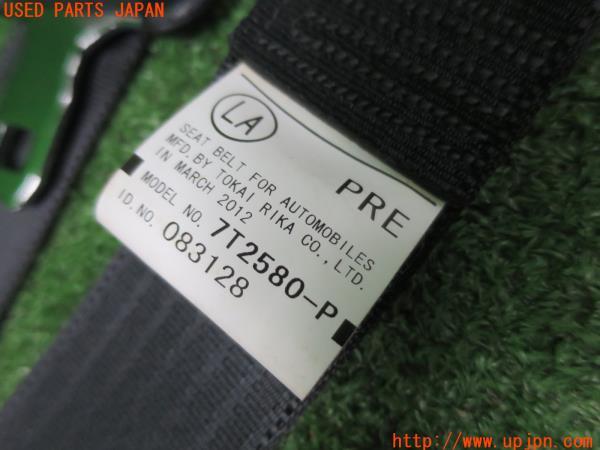 USED PARTS JAPAN
LA
PRE
SEAT BELT FOR AUTOMOBILES
MFD.BY TOKAI RIKA CO.,LTD.
IN MARCH 2012
MODEL NO. 7T2580-P
ID.NO. 083128
http://www.upjpn.com